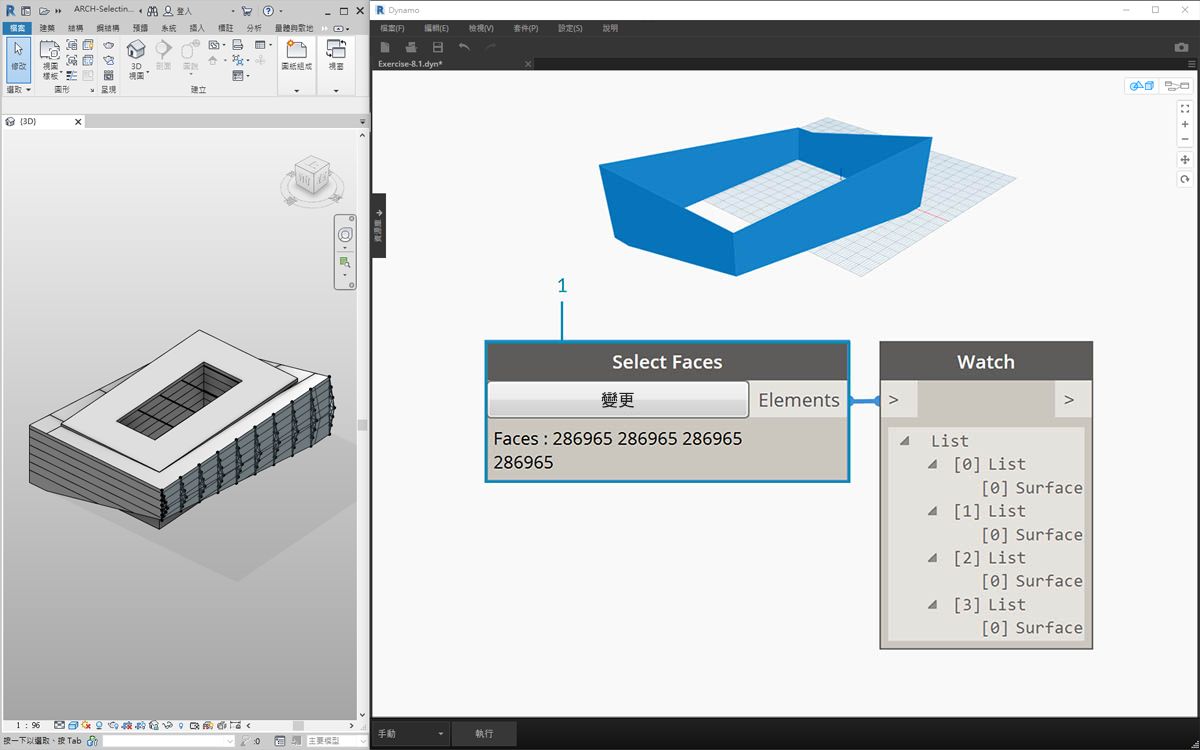 ARCH-Selectin...
登入
檔案 建築 結構 鋼結構 預鑄 系統 插入 標註 分析 量體與敷地
修改
視圖
樣板
3D
視圖
剖面
圖說
圖紙組成
視窗
選取
圖形
呈現
建立
{3D}
1 : 96
按一下以選取、按 Tab
:0
主要模型
Dynamo
檔案(F) 編輯(E) 檢視(V) 套件(P) 設定(S) 說明
Exercise-8.1.dyn*
資源庫
1
Select Faces
變更
Elements
Faces : 286965 286965 286965
286965
Watch
>
>
List
[0] List
[0] Surface
[1] List
[0] Surface
[2] List
[0] Surface
[3] List
[0] Surface
手動
執行